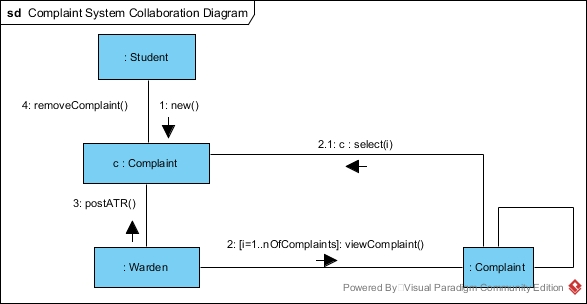 sd Complaint System Collaboration Diagram
: Student
4: removeComplaint()
1: new()
2.1: c : select(i)
c : Complaint
3: postATR()
2: [i=1..nOfComplaints]: viewComplaint()
: Warden
: Complaint
Powered By Visual Paradigm Community Edition